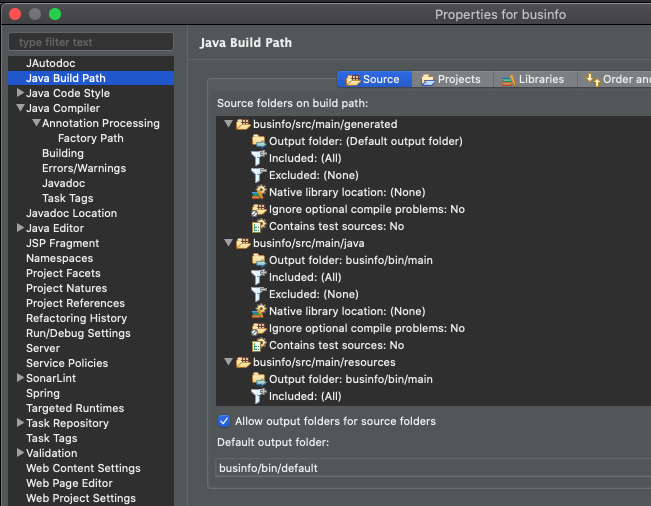 Properties for businfo
type filter text
JAutodoc
Java Build Path
Java Code Style
Java Compiler
Annotation Processing
Factory Path
Building
Errors/Warnings
Javadoc
Task Tags
Javadoc Location
Java Editor
JSP Fragment
Namespaces
Project Facets
Project Natures
Project References
Refactoring History
Run/Debug Settings
Server
Service Policies
SonarLint
Spring
Targeted Runtimes
Task Repository
Task Tags
Validation
Web Content Settings
Web Page Editor
Web Project Settings
Java Build Path
Source Projects Libraries Order and
Source folders on build path:
businfo/src/main/generated
Output folder: (Default output folder)
Included: (All)
Excluded: (None)
Native library location: (None)
Ignore optional compile problems: No
Contains test sources: No
businfo/src/main/java
Output folder: businfo/bin/main
Included: (All)
Excluded: (None)
Native library location: (None)
Ignore optional compile problems: No
Contains test sources: No
businfo/src/main/resources
Output folder: businfo/bin/main
Included: (All)
Allow output folders for source folders
Default output folder:
businfo/bin/default